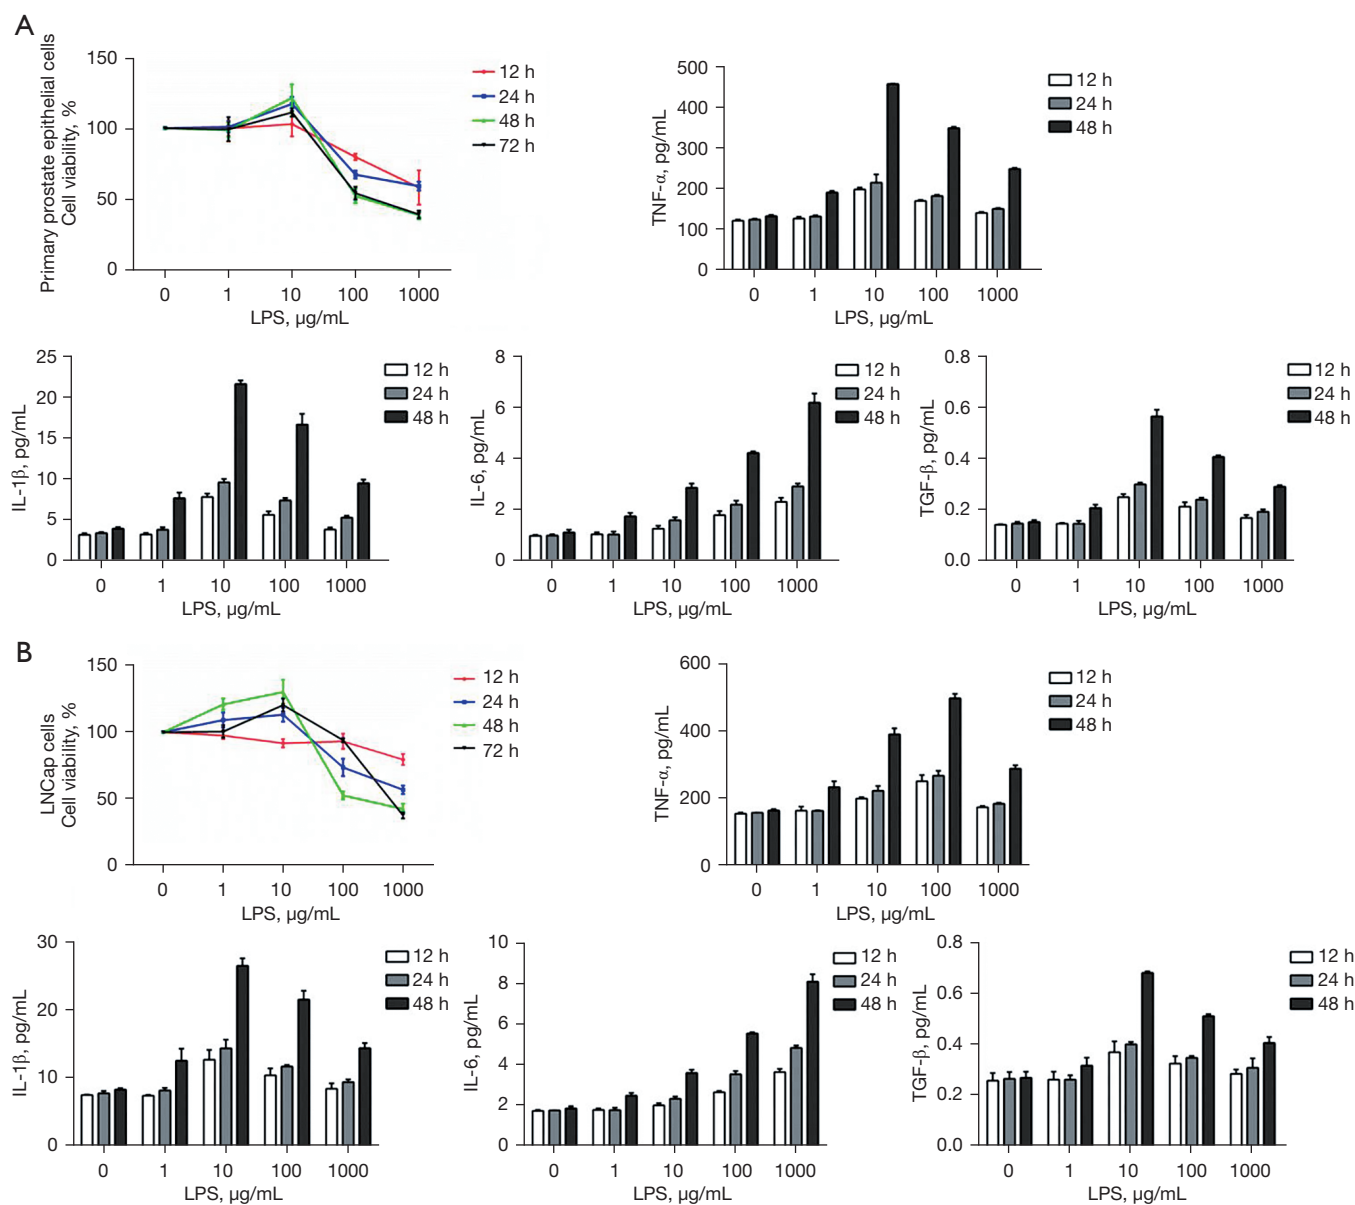 A
Primary prostate epithelial cells
Cell viability, %
150
100
50
0
0 1 10 100 1000
LPS, µg/mL
12 h
24 h
48 h
72 h
TNF-α, pg/mL
500
400
300
200
100
0
0 1 10 100 1000
LPS, µg/mL
12 h
24 h
48 h
IL-1β, pg/mL
25
20
15
10
5
0
0 1 10 100 1000
LPS, µg/mL
12 h
24 h
48 h
IL-6, pg/mL
8
6
4
2
0
0 1 10 100 1000
LPS, µg/mL
12 h
24 h
48 h
TGF-β, pg/mL
0.8
0.6
0.4
0.2
0.0
0 1 10 100 1000
LPS, µg/mL
12 h
24 h
48 h
B
LNCap cells
Cell viability, %
150
100
50
0
0 1 10 100 1000
LPS, µg/mL
12 h
24 h
48 h
72 h
TNF-α, pg/mL
600
400
200
0
0 1 10 100 1000
LPS, µg/mL
12 h
24 h
48 h
IL-1β, pg/mL
30
20
10
0
0 1 10 100 1000
LPS, µg/mL
12 h
24 h
48 h
IL-6, pg/mL
10
8
6
4
2
0
0 1 10 100 1000
LPS, µg/mL
12 h
24 h
48 h
TGF-β, pg/mL
0.8
0.6
0.4
0.2
0.0
0 1 10 100 1000
LPS, µg/mL
12 h
24 h
48 h